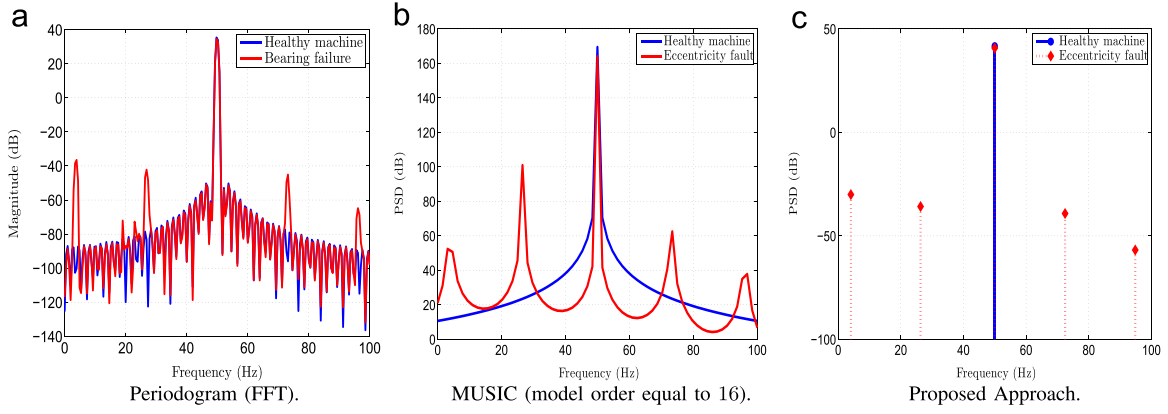 a
40
20
0
−20
−40
−60
−80
−100
−120
−140
Magnitude (dB)
Healthy machine
Bearing failure
0 20 40 60 80 100
Frequency (Hz)
Periodogram (FFT).
b
180
160
140
120
100
80
60
40
20
0
PSD (dB)
Healthy machine
Eccentricity fault
0 20 40 60 80 100
Frequency (Hz)
MUSIC (model order equal to 16).
c
50
0
−50
−100
PSD (dB)
Healthy machine
Eccentricity fault
0 20 40 60 80 100
Frequency (Hz)
Proposed Approach.